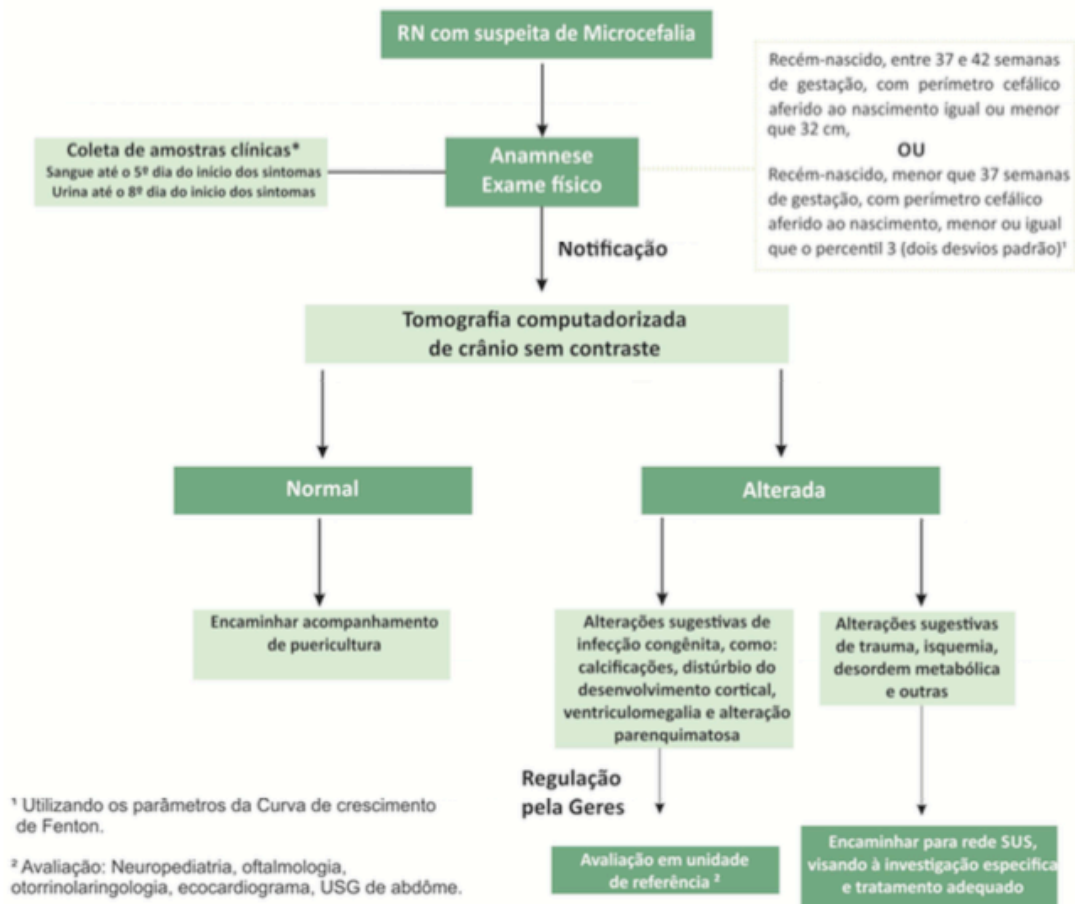 RN com suspeita de Microcefalia
Recém-nascido, entre 37 e 42 semanas
de gestação, com perímetro cefálico
aferido ao nascimento igual ou menor
que 32 cm,
OU
Recém-nascido, menor que 37 semanas
de gestação, com perímetro cefálico
aferido ao nascimento, menor ou igual
que o percentil 3 (dois desvios padrão)¹
Coleta de amostras clínicas*
Sangue até o 5º dia do início dos sintomas
Urina até o 8º dia do início dos sintomas
Anamnese
Exame físico
Notificação
Tomografia computadorizada
de crânio sem contraste
Normal
Alterada
Encaminhar acompanhamento
de puericultura
Alterações sugestivas de
infecção congênita, como:
calcificações, distúrbio do
desenvolvimento cortical,
ventriculomegalia e alteração
parenquimatosa
Alterações sugestivas
de trauma, isquemia,
desordem metabólica
e outras
Regulação
pela Geres
Avaliação em unidade
de referência ²
Encaminhar para rede SUS,
visando à investigação especifica
e tratamento adequado
¹ Utilizando os parâmetros da Curva de crescimento
de Fenton.
² Avaliação: Neuropediatria, oftalmologia,
otorrinolaringologia, ecocardiograma, USG de abdôme.